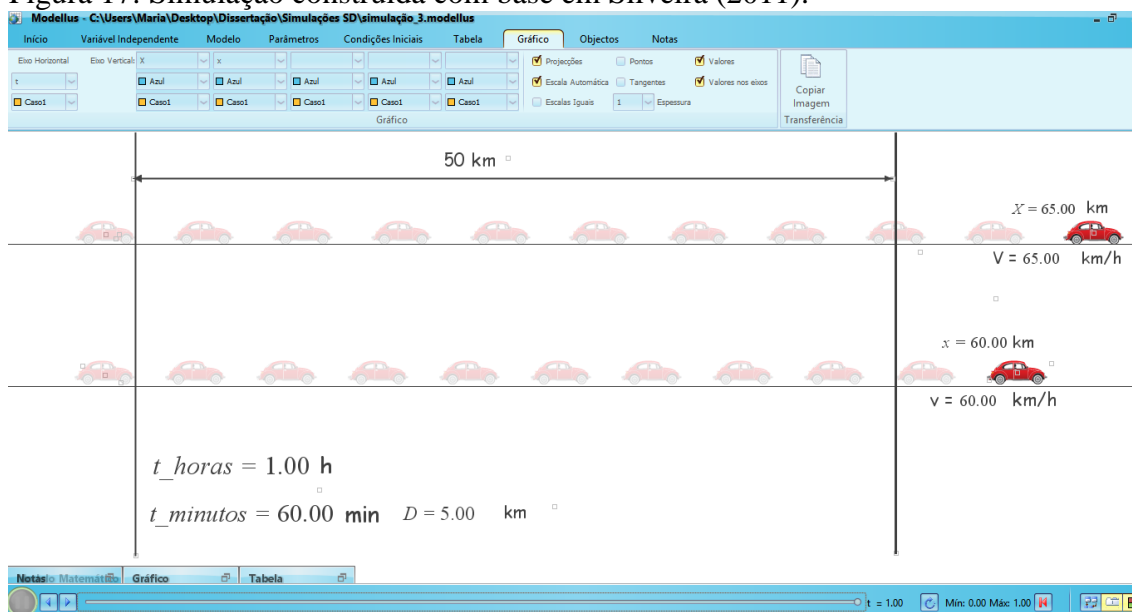 Figura 17: Simulação construída com base em Silveira (2011).
Modellus - C:\Users\Maria\Desktop\Dissertação\Simulações SD\simulação_3.modellus
Início Variável Independente Modelo Parâmetros Condições Iniciais Tabela Gráfico Objectos Notas
Eixo Horizontal Eixo Vertical: X x Projecções Pontos Valores
t Azul Azul Azul Azul Azul Escala Automática Tangentes Valores nos eixos
Caso1 Caso1 Caso1 Caso1 Caso1 Caso1 Escalas Iguais 1 Espessura
Copiar Imagem
Gráfico Transferência
50 km
X = 65.00 km
V = 65.00 km/h
x = 60.00 km
v = 60.00 km/h
t_horas = 1.00 h
t_minutos = 60.00 min D = 5.00 km
Notas Gráfico Tabela
t = 1.00 Mín: 0.00 Máx: 1.00